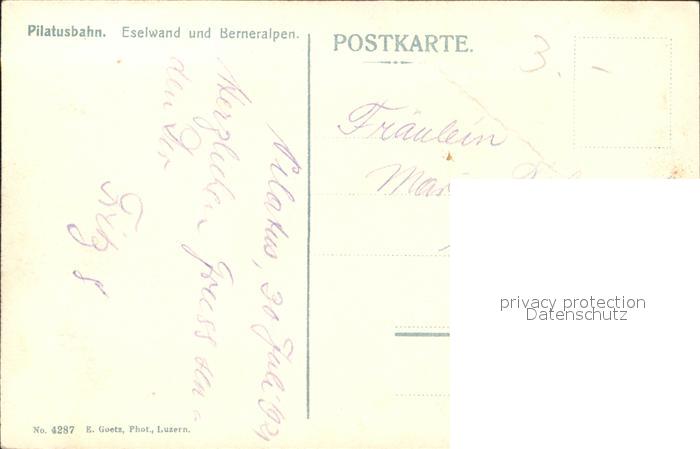 Pilatusbahn. Eselwand und Berneralpen.
POSTKARTE.
3. –
Fräulein
Pilatus, 30 Juli
Herzlichen Gruss
Fritz
privacy protection
Datenschutz
No. 4287 E. Goetz, Phot., Luzern.